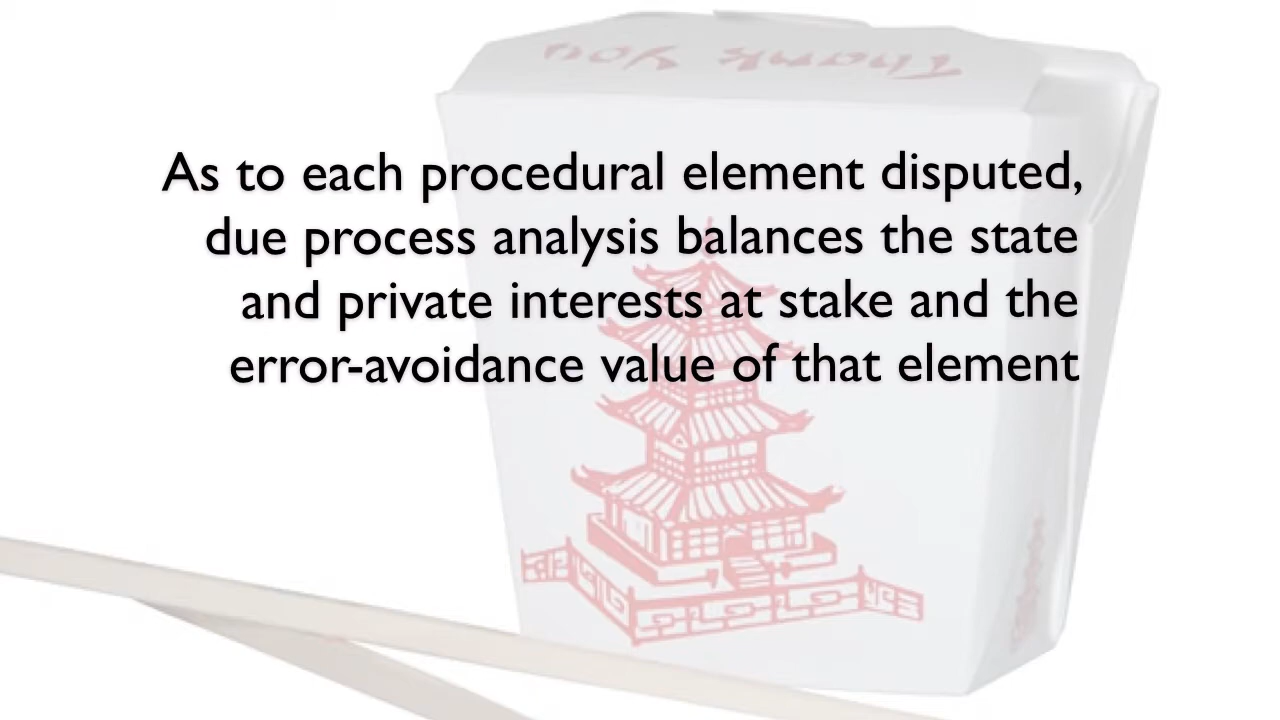 Thank You
As to each procedural element disputed,
due process analysis balances the state
and private interests at stake and the
error-avoidance value of that element